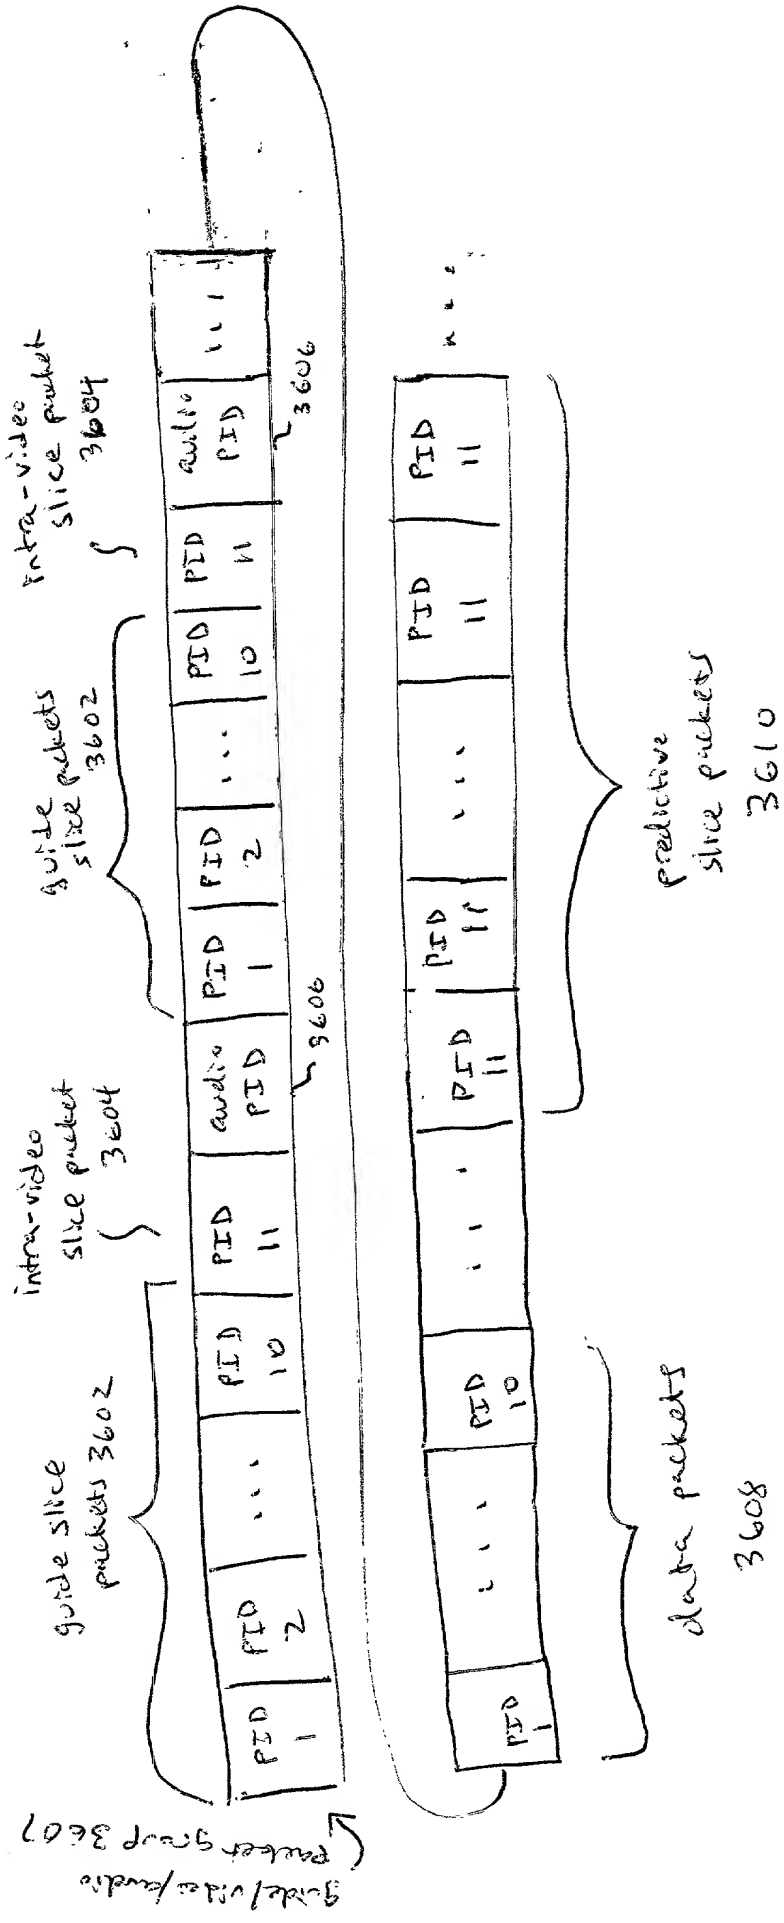 guide slice
packets 3602
intra-video
slice packet
3604
guide
slice packets
3602
intra-video
slice packet
3604
PID
1
PID
2
...
PID
10
PID
11
audio
PID
PID
1
PID
2
...
PID
10
PID
11
audio
PID
...
3606
3606
guide/video/audio
packet group 3607
PID
1
...
PID
10
...
PID
11
PID
11
...
PID
11
PID
11
...
data packets
3608
predictive
slice packets
3610